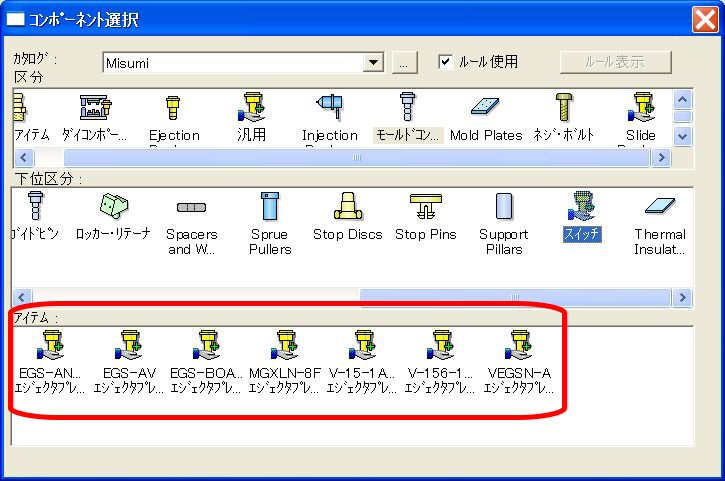 コンポーネント選択
カタログ:
Misumi
...
ルール使用
ルール表示
区分
アイテム
ダイコンポー...
Ejection
汎用
Injection
モールドコン...
Mold Plates
ネジ・ボルト
Slide
下位区分:
ガイドピン
ロッカー・リテーナ
Spacers and W...
Sprue Pullers
Stop Discs
Stop Pins
Support Pillars
スイッチ
Thermal Insulat...
アイテム:
EGS-AN...
エジェクタプレ...
EGS-AV
エジェクタプレ...
EGS-BOA...
エジェクタプレ...
MGXLN-8F
エジェクタプレ...
V-15-1A...
エジェクタプレ...
V-156-1...
エジェクタプレ...
VEGSN-A
エジェクタプレ...